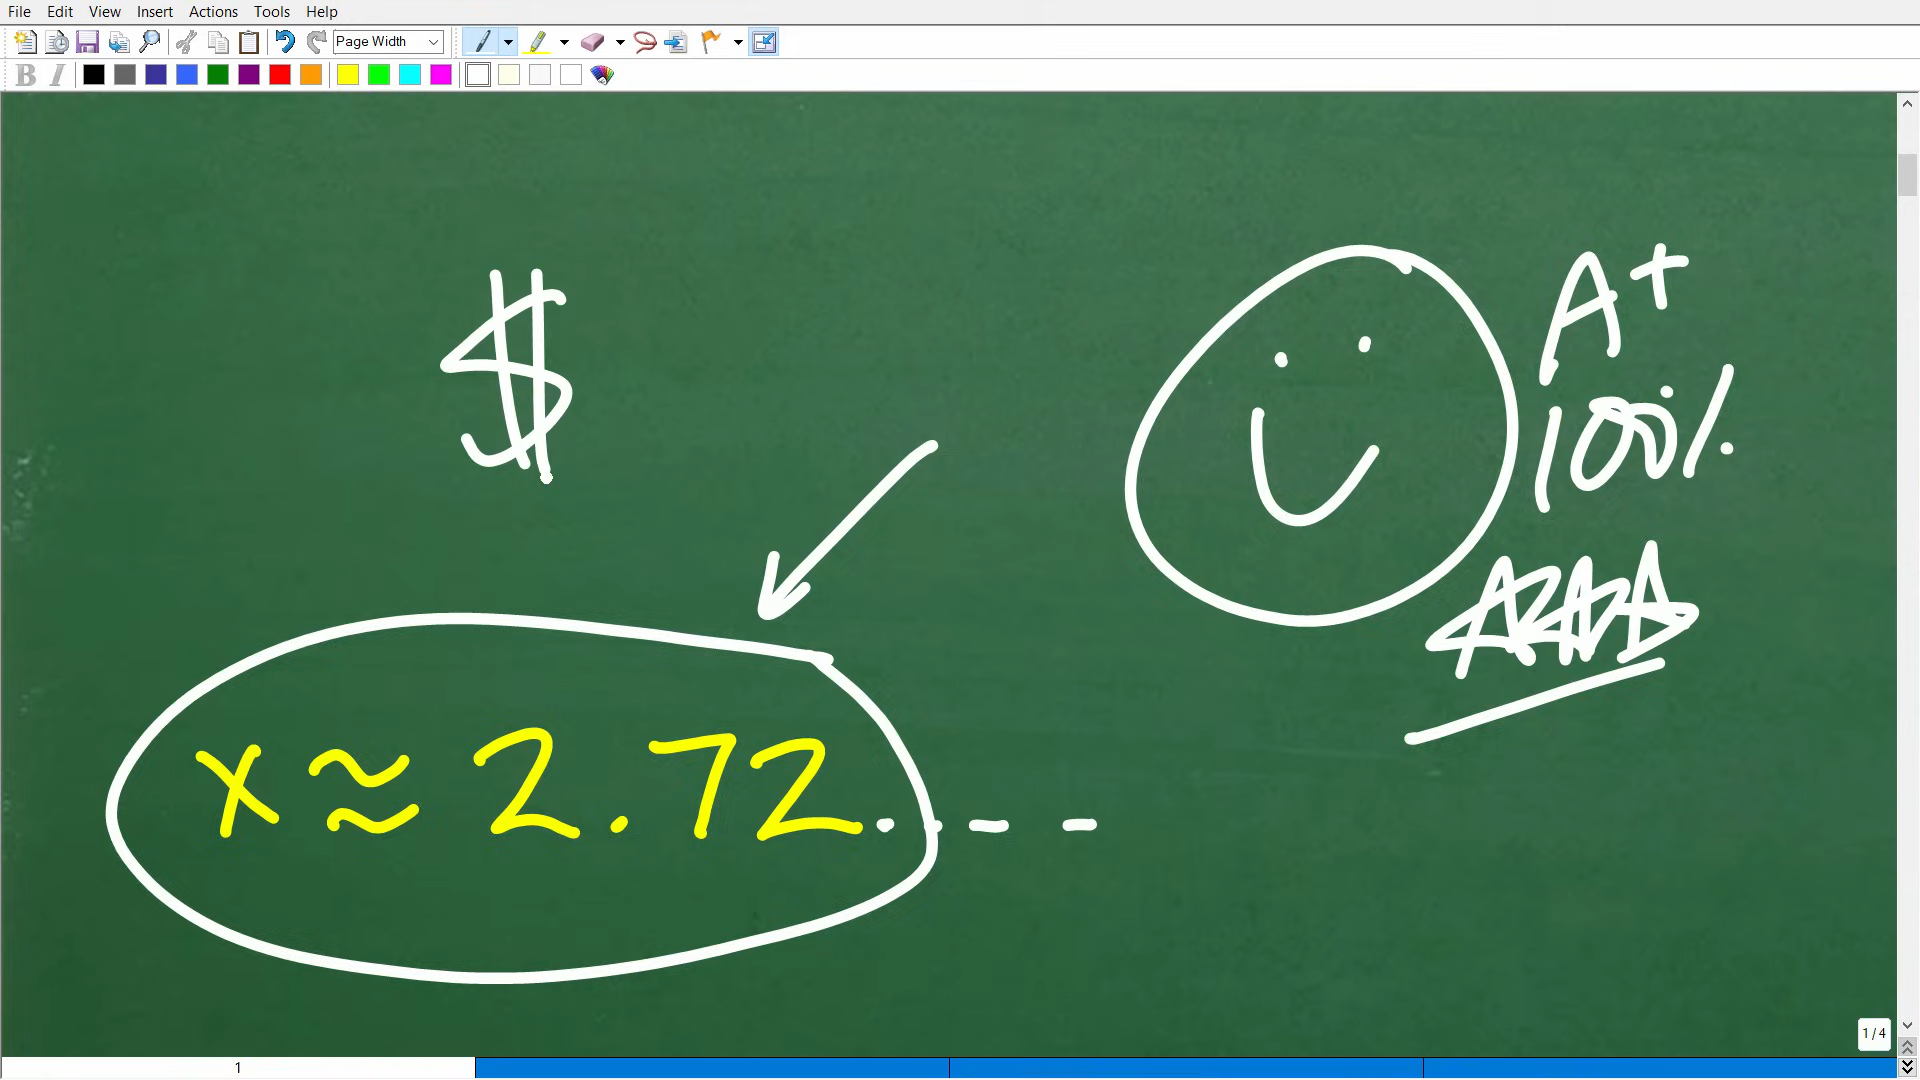 File Edit View Insert Actions Tools Help
Page Width
B I
$
A+
100%
x ≈ 2.72
1 / 4
1